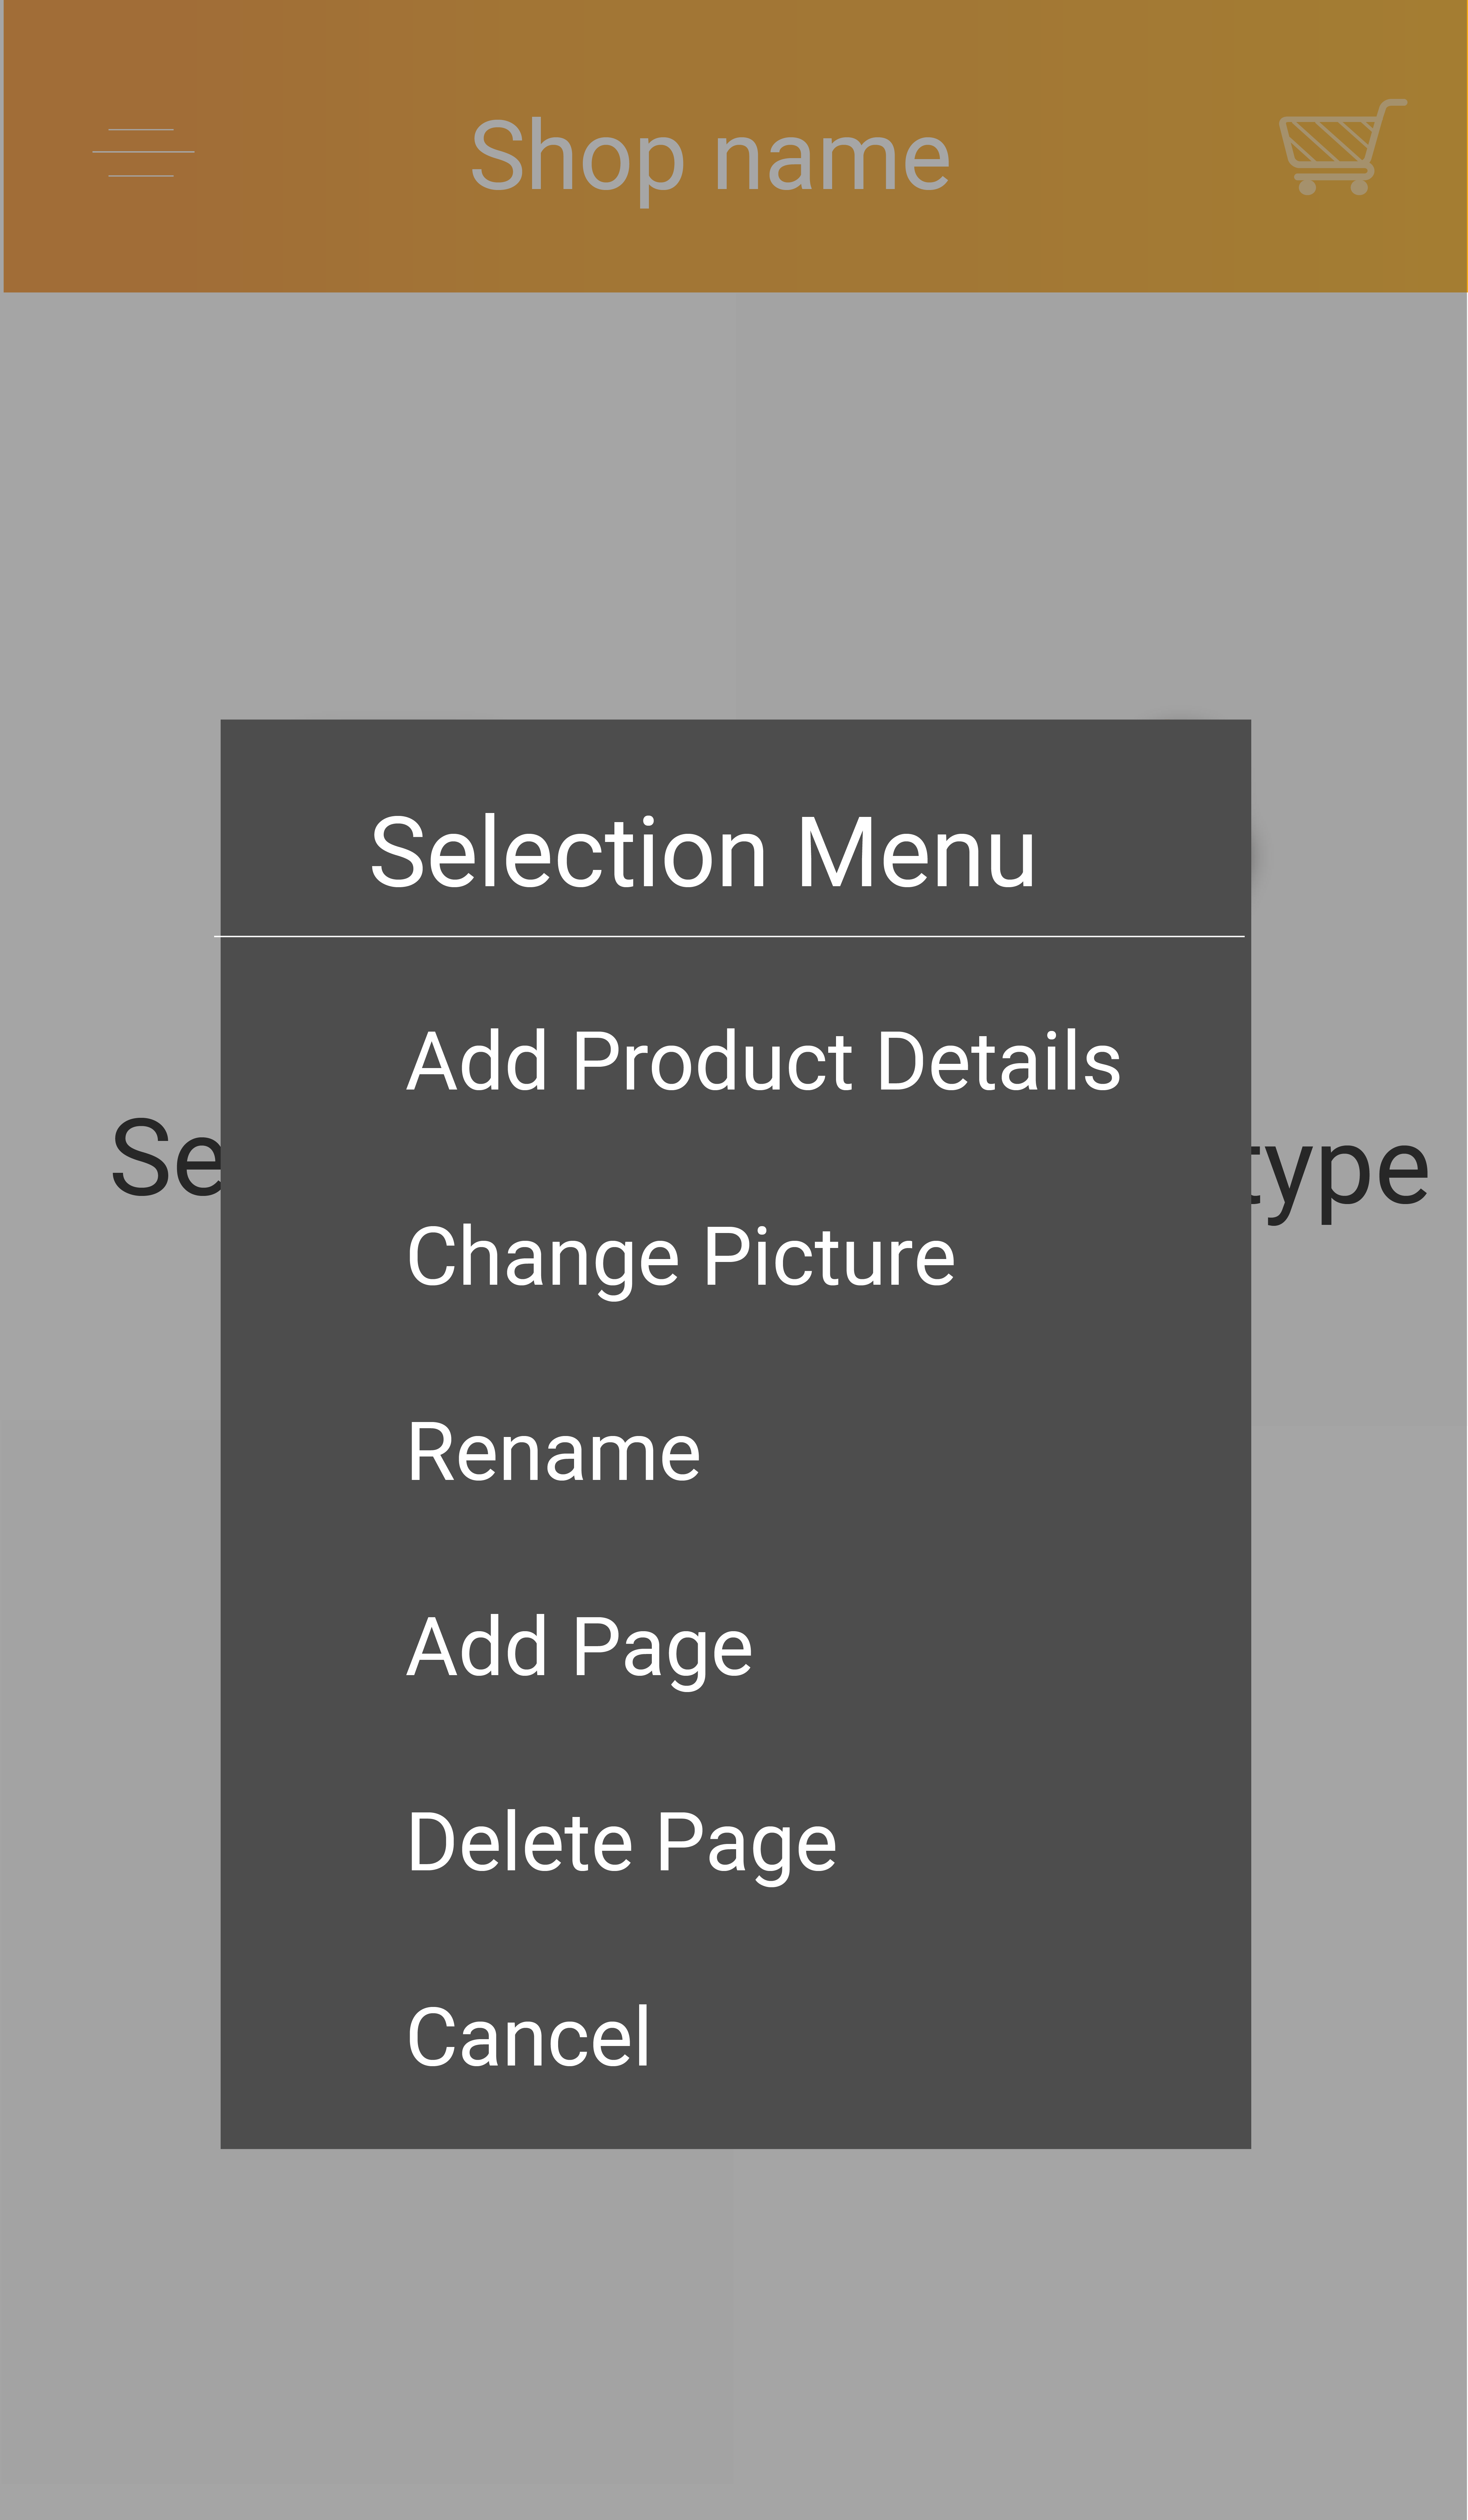 Shop name
Selection Menu
Add Product Details
Change Picture
Rename
Add Page
Delete Page
Cancel